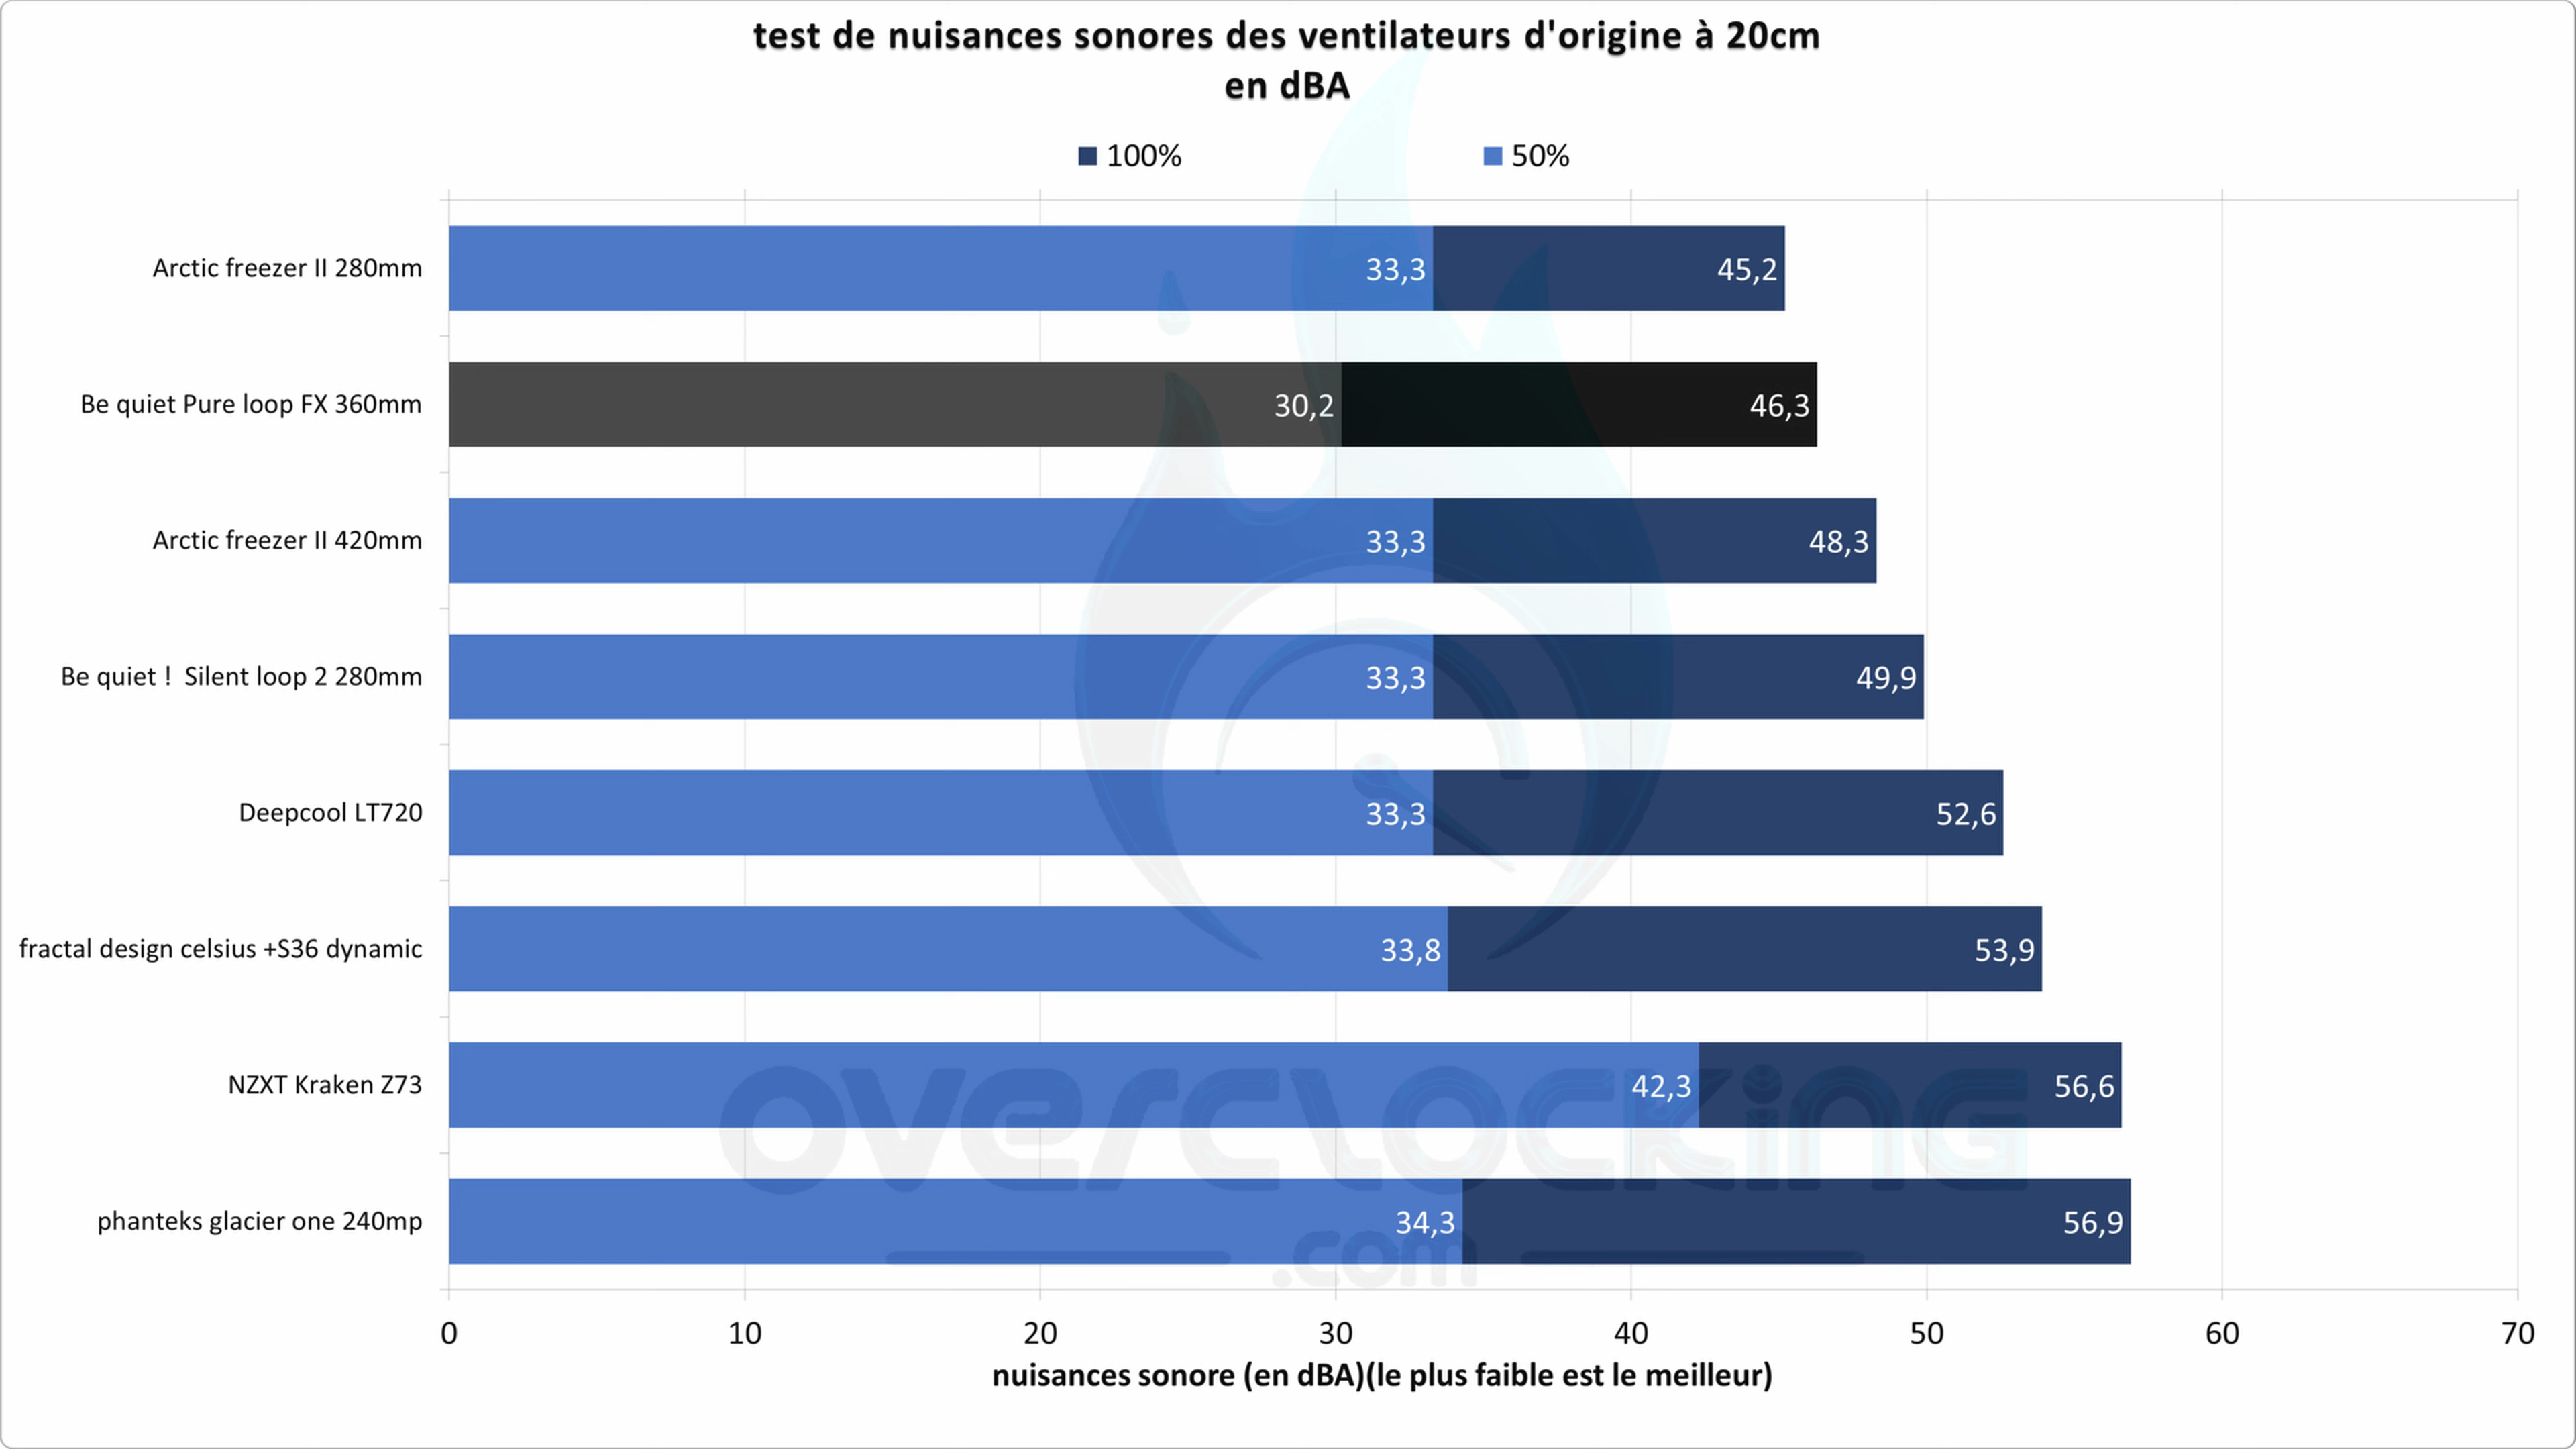 test de nuisances sonores des ventilateurs d'origine à 20cm
en dBA
100% 50%
Arctic freezer II 280mm 33,3 45,2
Be quiet Pure loop FX 360mm 30,2 46,3
Arctic freezer II 420mm 33,3 48,3
Be quiet !  Silent loop 2 280mm 33,3 49,9
Deepcool LT720 33,3 52,6
fractal design celsius +S36 dynamic 33,8 53,9
NZXT Kraken Z73 42,3 56,6
overclocking
phanteks glacier one 240mp 34,3 56,9
.com
0 10 20 30 40 50 60 70
nuisances sonore (en dBA)(le plus faible est le meilleur)